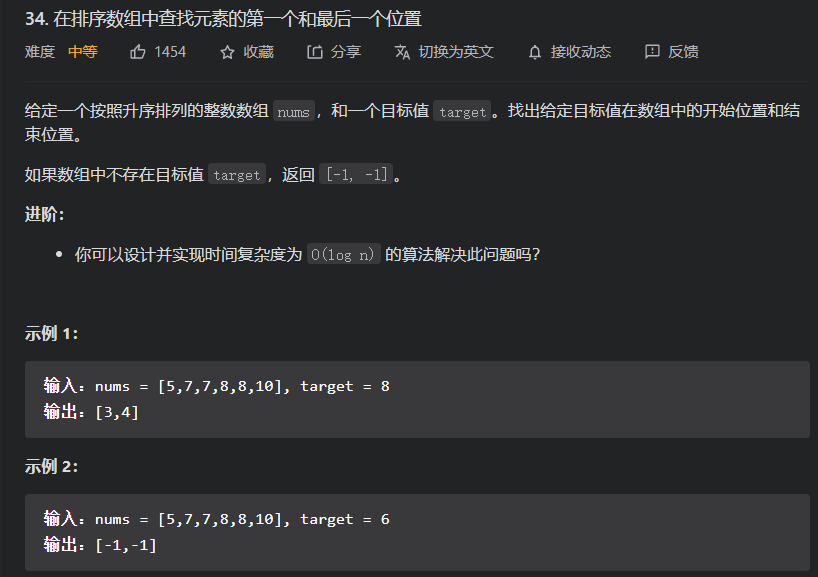 34. 在排序数组中查找元素的第一个和最后一个位置
难度 中等 1454 收藏 分享 切换为英文 接收动态 反馈
给定一个按照升序排列的整数数组 nums，和一个目标值 target。找出给定目标值在数组中的开始位置和结
束位置。
如果数组中不存在目标值 target，返回 [-1, -1]。
进阶：
• 你可以设计并实现时间复杂度为 O(log n) 的算法解决此问题吗？
示例 1：
输入：nums = [5,7,7,8,8,10], target = 8
输出：[3,4]
示例 2：
输入：nums = [5,7,7,8,8,10], target = 6
输出：[-1,-1]